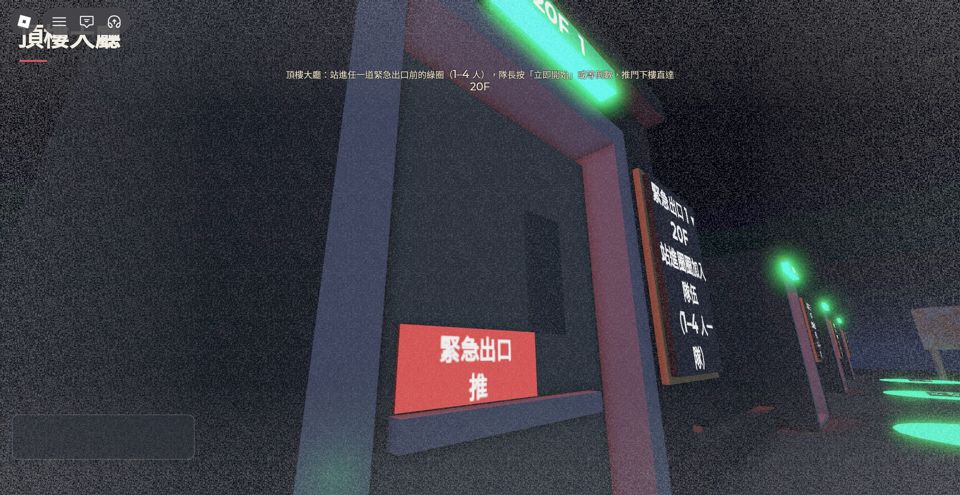 頂樓大廳
頂樓大廳：站進任一道緊急出口前的綠圈（1–4 人），隊長按「立即開始」或等倒數，推門下樓直達
20F
20F 1
緊急出口
推
緊急出口 1
20F
站進圈圈加入
隊伍
（1–4 人一
隊）